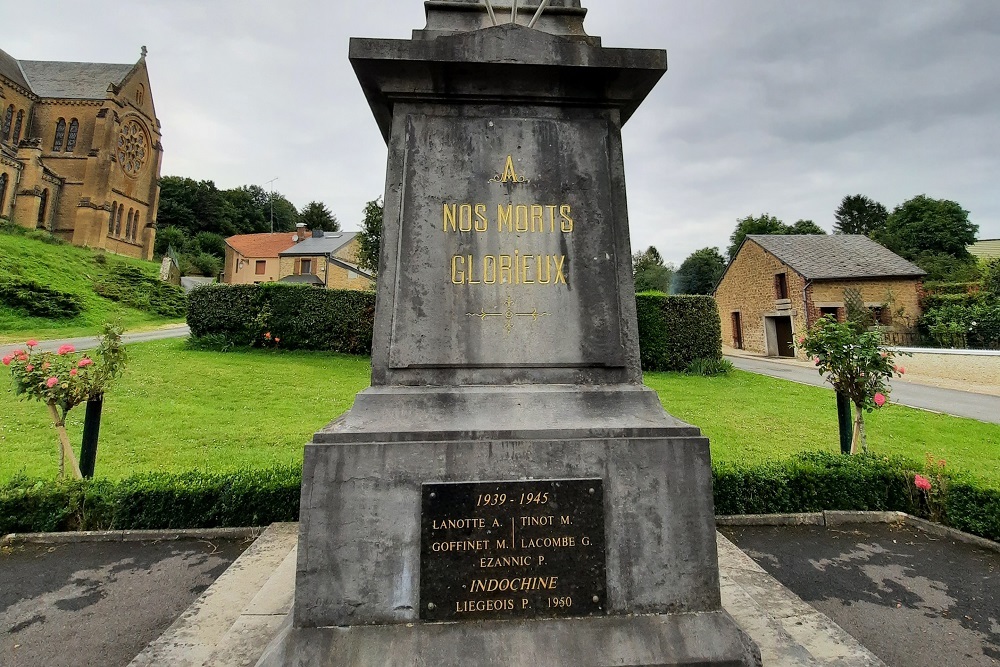 A
NOS MORTS
GLORIEUX
1939 - 1945
LANOTTE A. TINOT M.
GOFFINET M. LACOMBE G.
EZANNIC P.
INDOCHINE
LIEGEOIS P. 1950